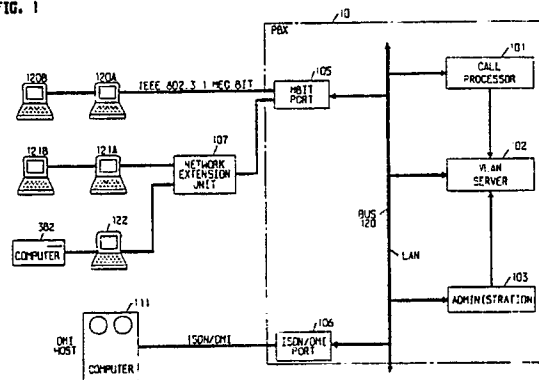 FIG. 1
10
PBX
101
CALL
PROCESSOR
120B
120A
IEEE 802.3 1 MEG BIT
105
MBIT
PORT
121B
121A
107
NETWORK
EXTENSION
UNIT
102
VLAN
SERVER
382
COMPUTER
122
BUS
120
LAN
103
ADMINISTRATION
111
DMI
HOST
COMPUTER
ISDN/DMI
106
ISDN/DMI
PORT